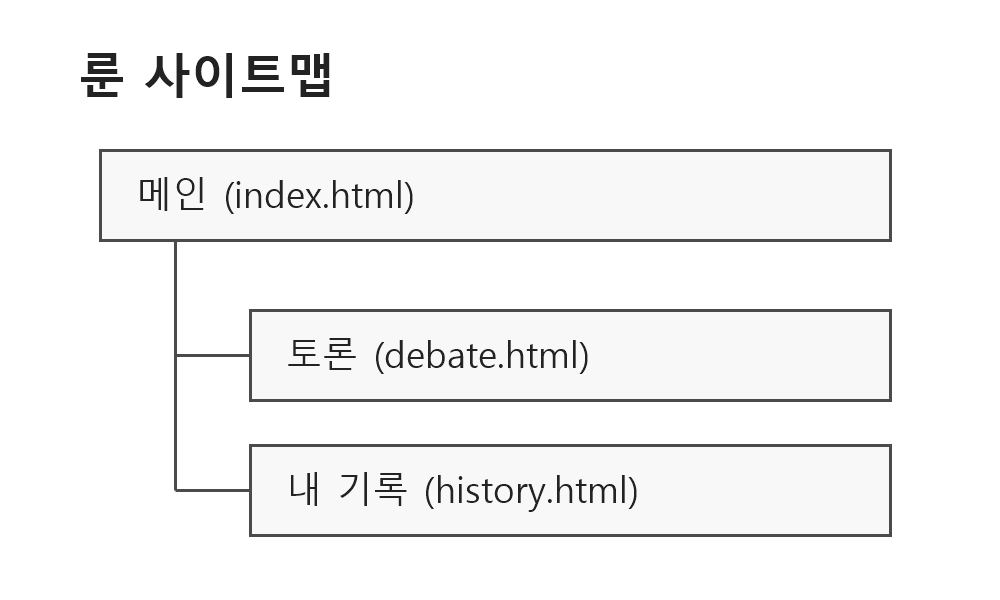 룬 사이트맵
메인 (index.html)
토론 (debate.html)
내 기록 (history.html)